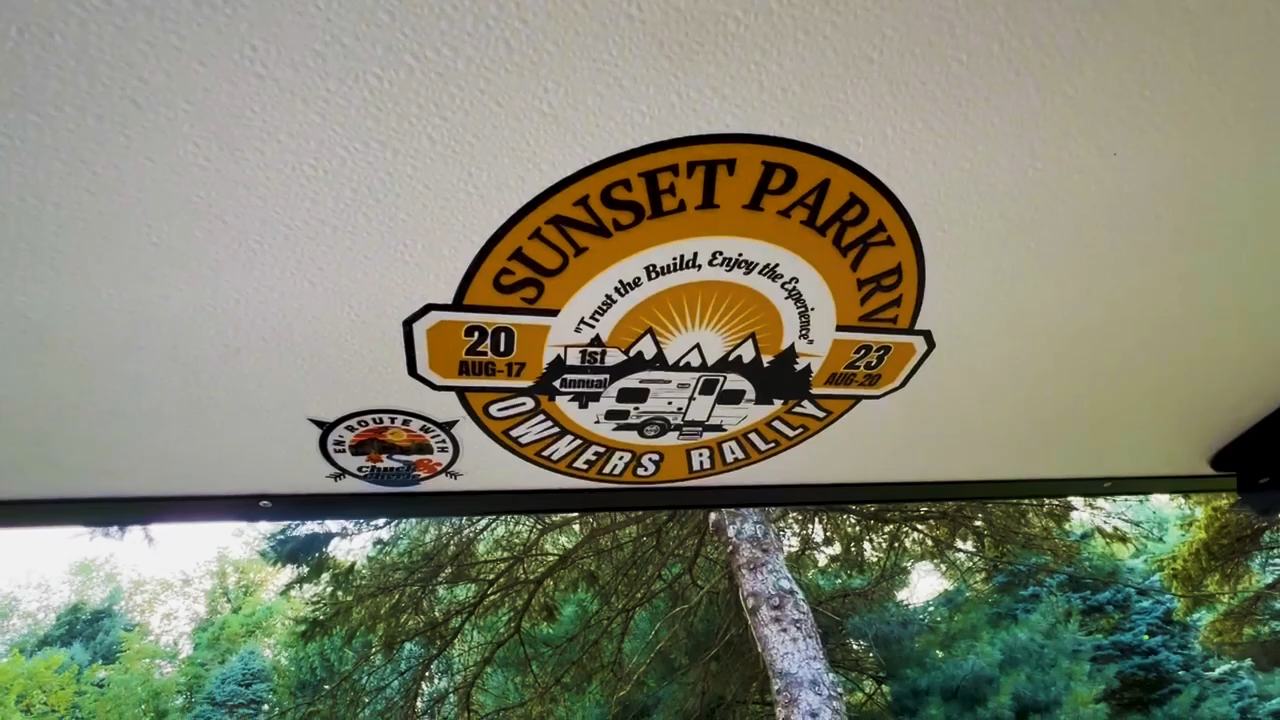 SUNSET PARK RV
"Trust the Build, Enjoy the Experience"
20
AUG-17
23
AUG-20
1st
Annual
OWNERS RALLY
EN' ROUTE WITH
Chuck